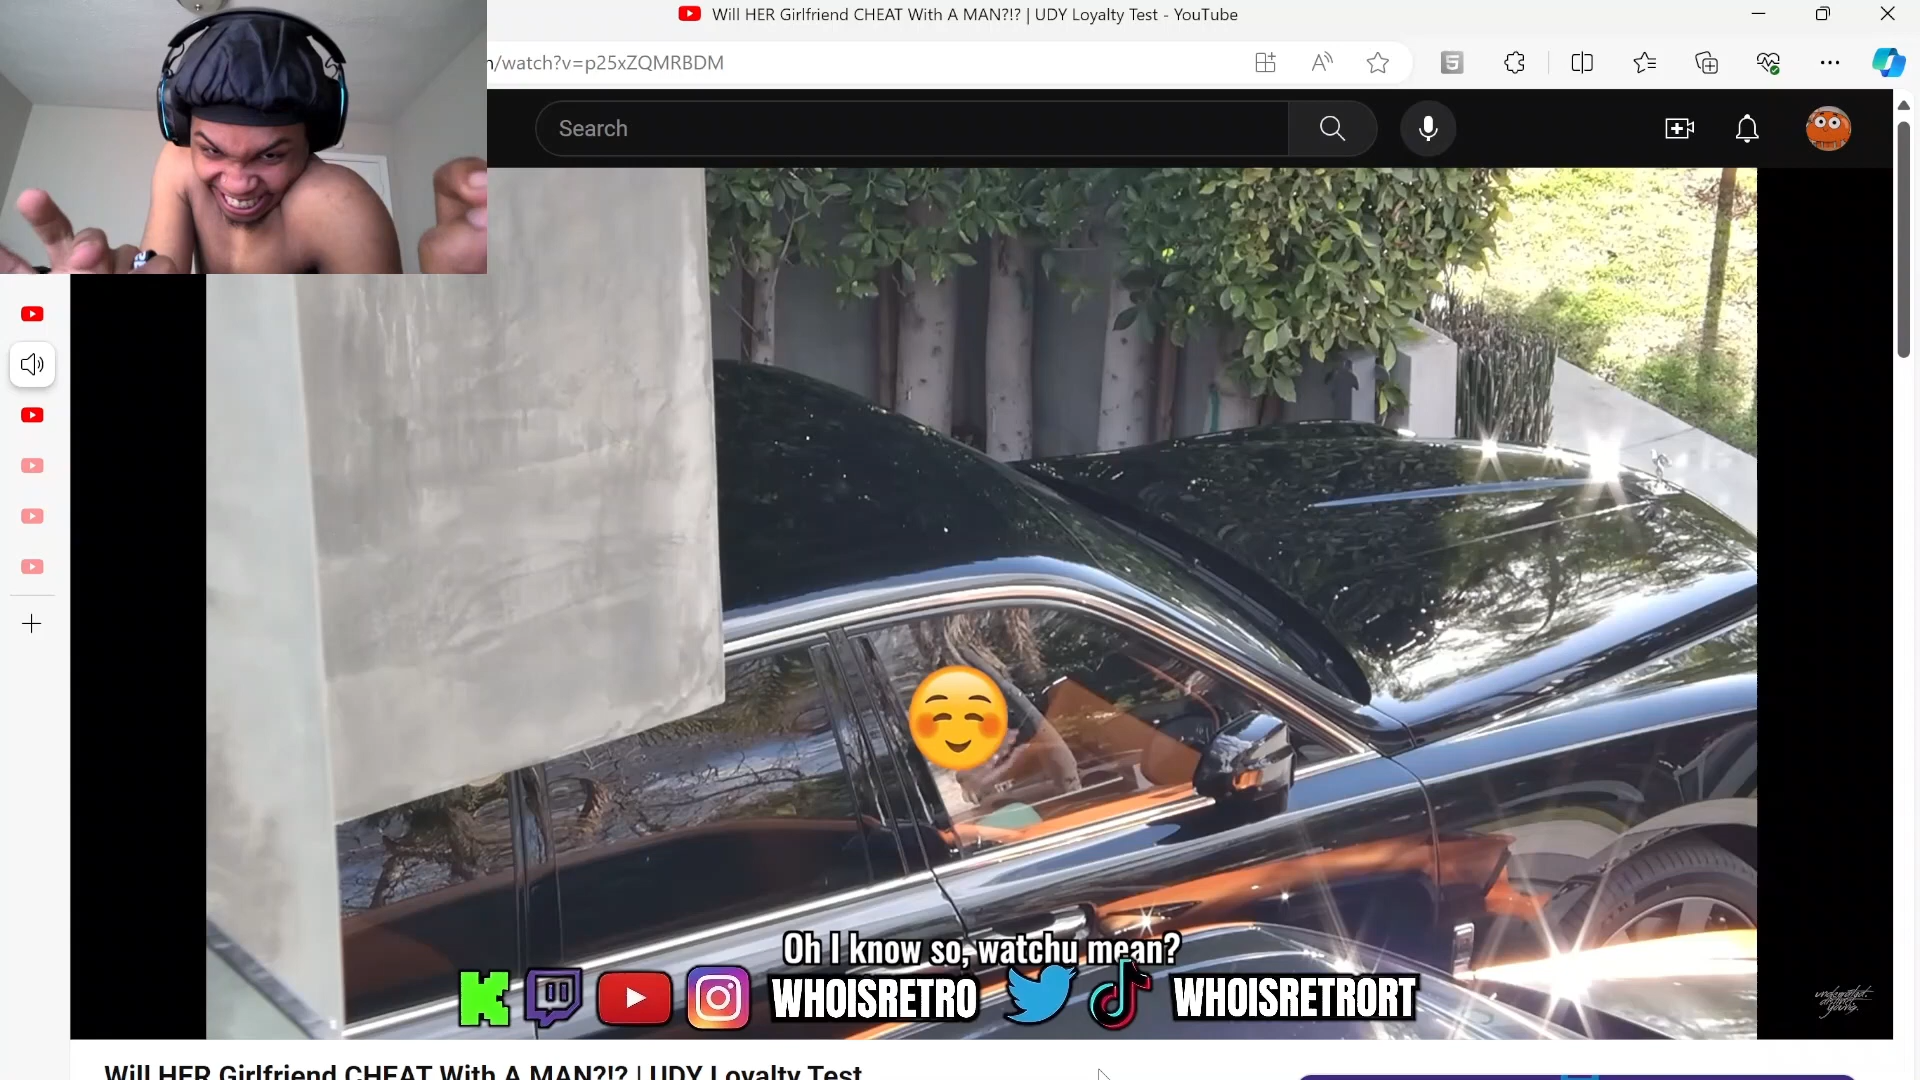 Will HER Girlfriend CHEAT With A MAN?!? | UDY Loyalty Test - YouTube
/watch?v=p25xZQMRBDM
Search
Oh I know so, watchu mean?
WHOISRETRO
WHOISRETRORT
Will HER Girlfriend CHEAT With A MAN?!? | UDY Loyalty Test